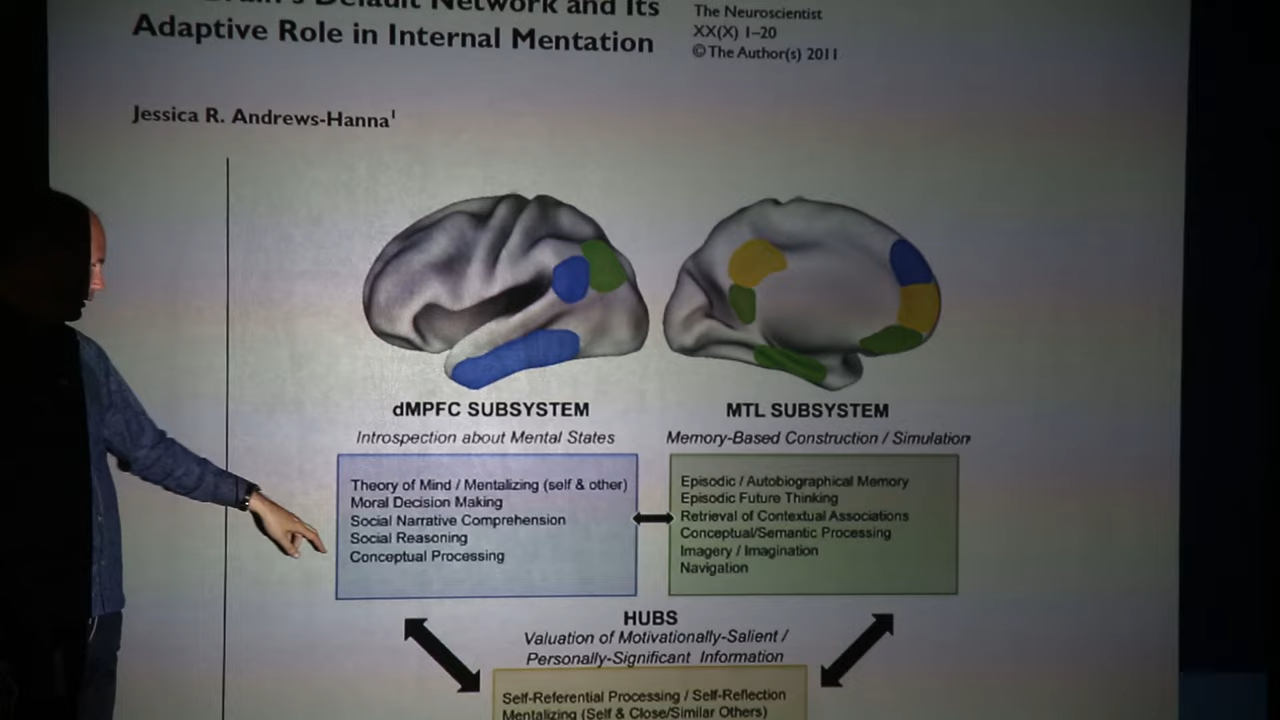 Brain's Default Network and Its
Adaptive Role in Internal Mentation
The Neuroscientist
XX(X) 1–20
© The Author(s) 2011
Jessica R. Andrews-Hanna¹
dMPFC SUBSYSTEM
Introspection about Mental States
Theory of Mind / Mentalizing (self & other)
Moral Decision Making
Social Narrative Comprehension
Social Reasoning
Conceptual Processing
MTL SUBSYSTEM
Memory-Based Construction / Simulation
Episodic / Autobiographical Memory
Episodic Future Thinking
Retrieval of Contextual Associations
Conceptual/Semantic Processing
Imagery / Imagination
Navigation
HUBS
Valuation of Motivationally-Salient /
Personally-Significant Information
Self-Referential Processing / Self-Reflection
Mentalizing (Self & Close/Similar Others)